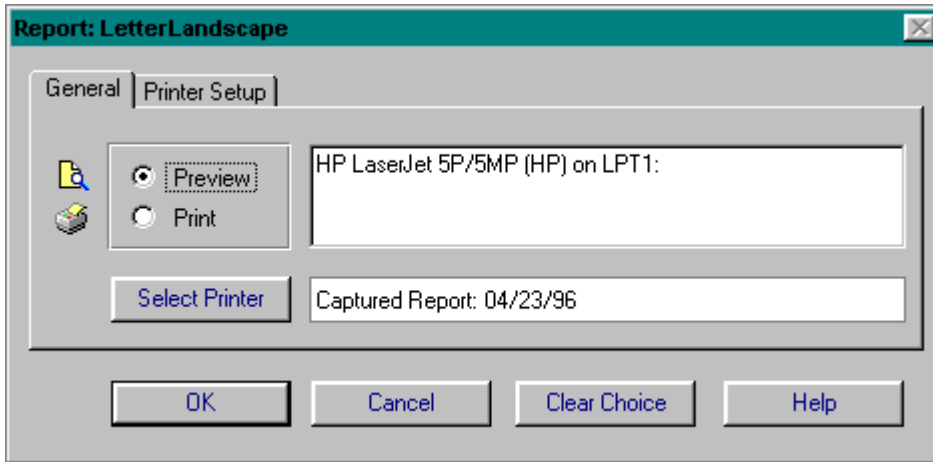 Report: LetterLandscape
General
Printer Setup
Preview
HP LaserJet 5P/5MP (HP) on LPT1:
Print
Select Printer
Captured Report: 04/23/96
OK
Cancel
Clear Choice
Help